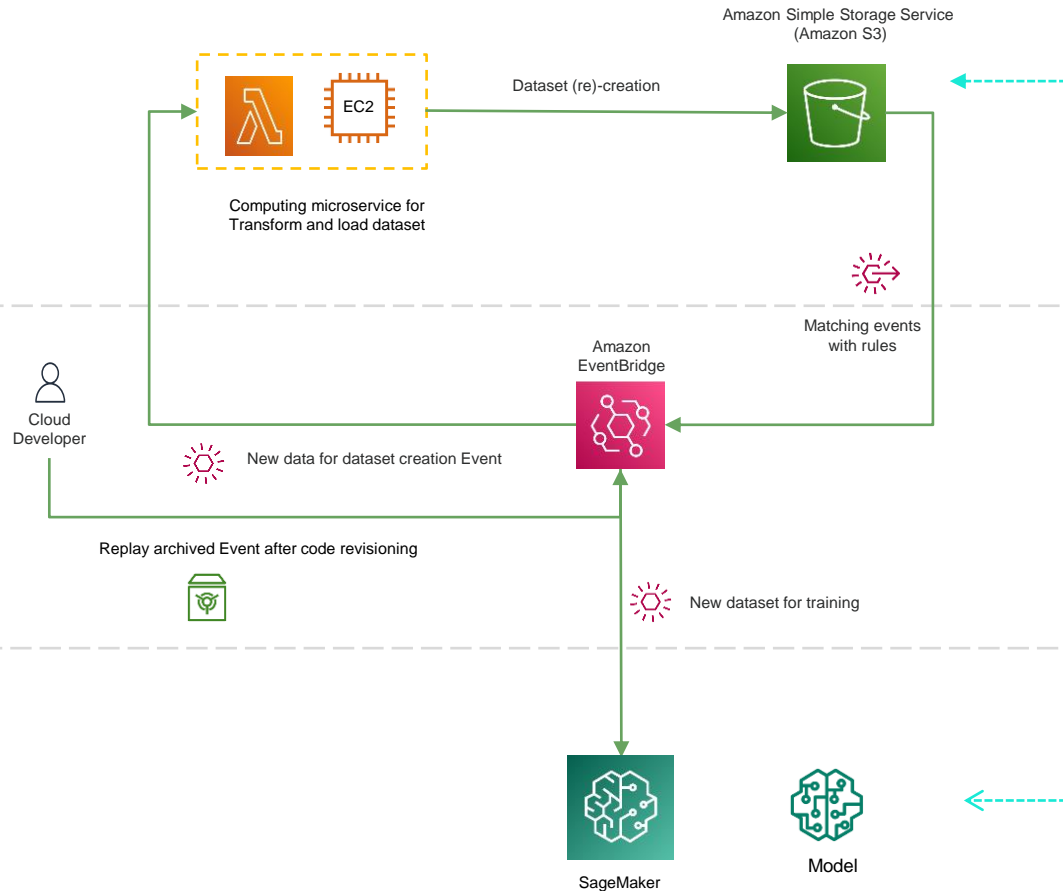 Amazon Simple Storage Service
(Amazon S3)
EC2
Dataset (re)-creation
Computing microservice for
Transform and load dataset
Matching events
with rules
Amazon
EventBridge
Cloud
Developer
New data for dataset creation Event
Replay archived Event after code revisioning
New dataset for training
SageMaker
Model